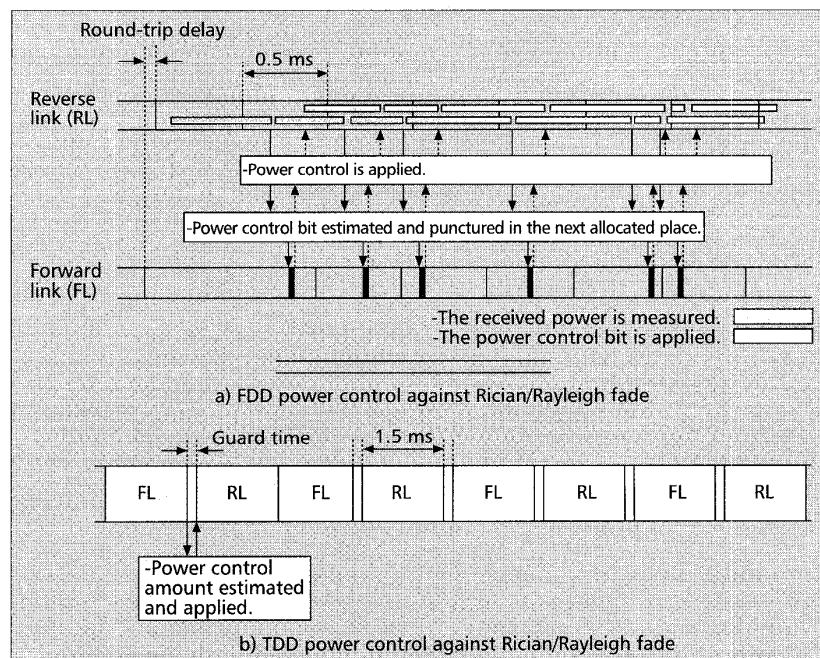 Round-trip delay
0.5 ms
Reverse
link (RL)
-Power control is applied.
-Power control bit estimated and punctured in the next allocated place.
Forward
link (FL)
-The received power is measured.
-The power control bit is applied.
a) FDD power control against Rician/Rayleigh fade
Guard time
1.5 ms
FL RL FL RL FL RL FL RL
-Power control
amount estimated
and applied.
b) TDD power control against Rician/Rayleigh fade